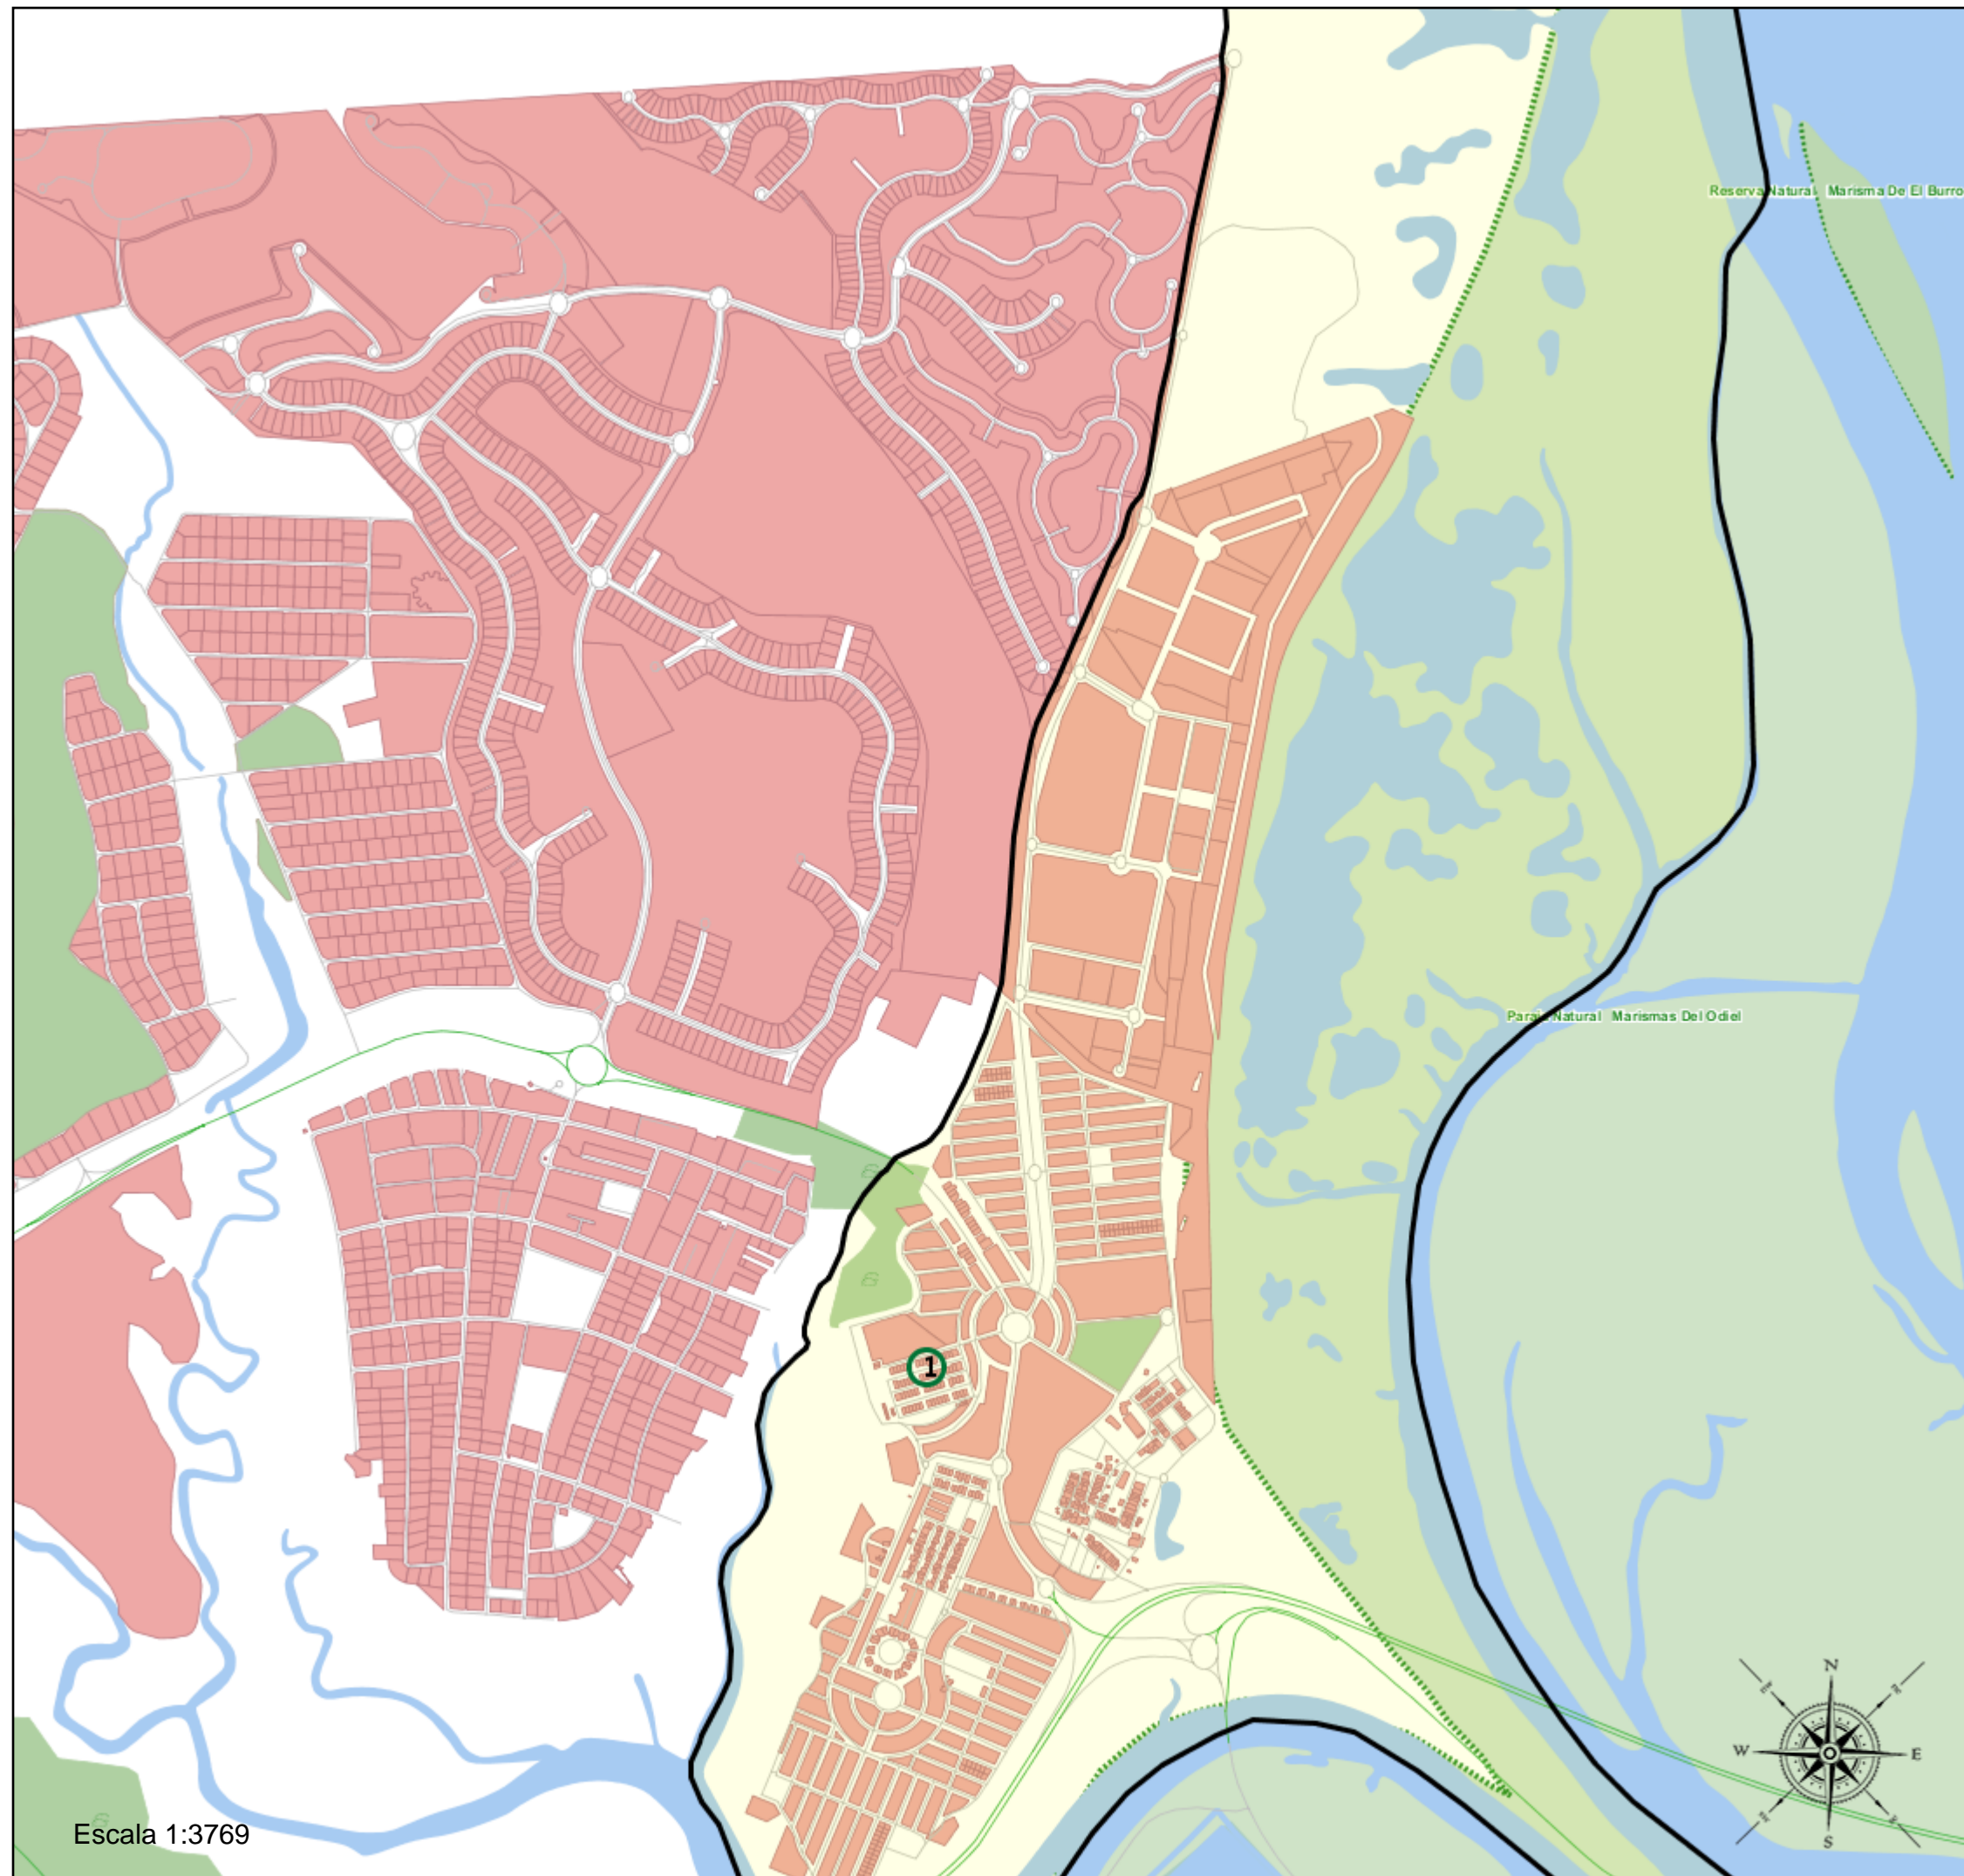 Reserva Natural Marisma De El Burro
Paraje Natural Marismas Del Odiel
1
N
W
E
S
Escala 1:3769